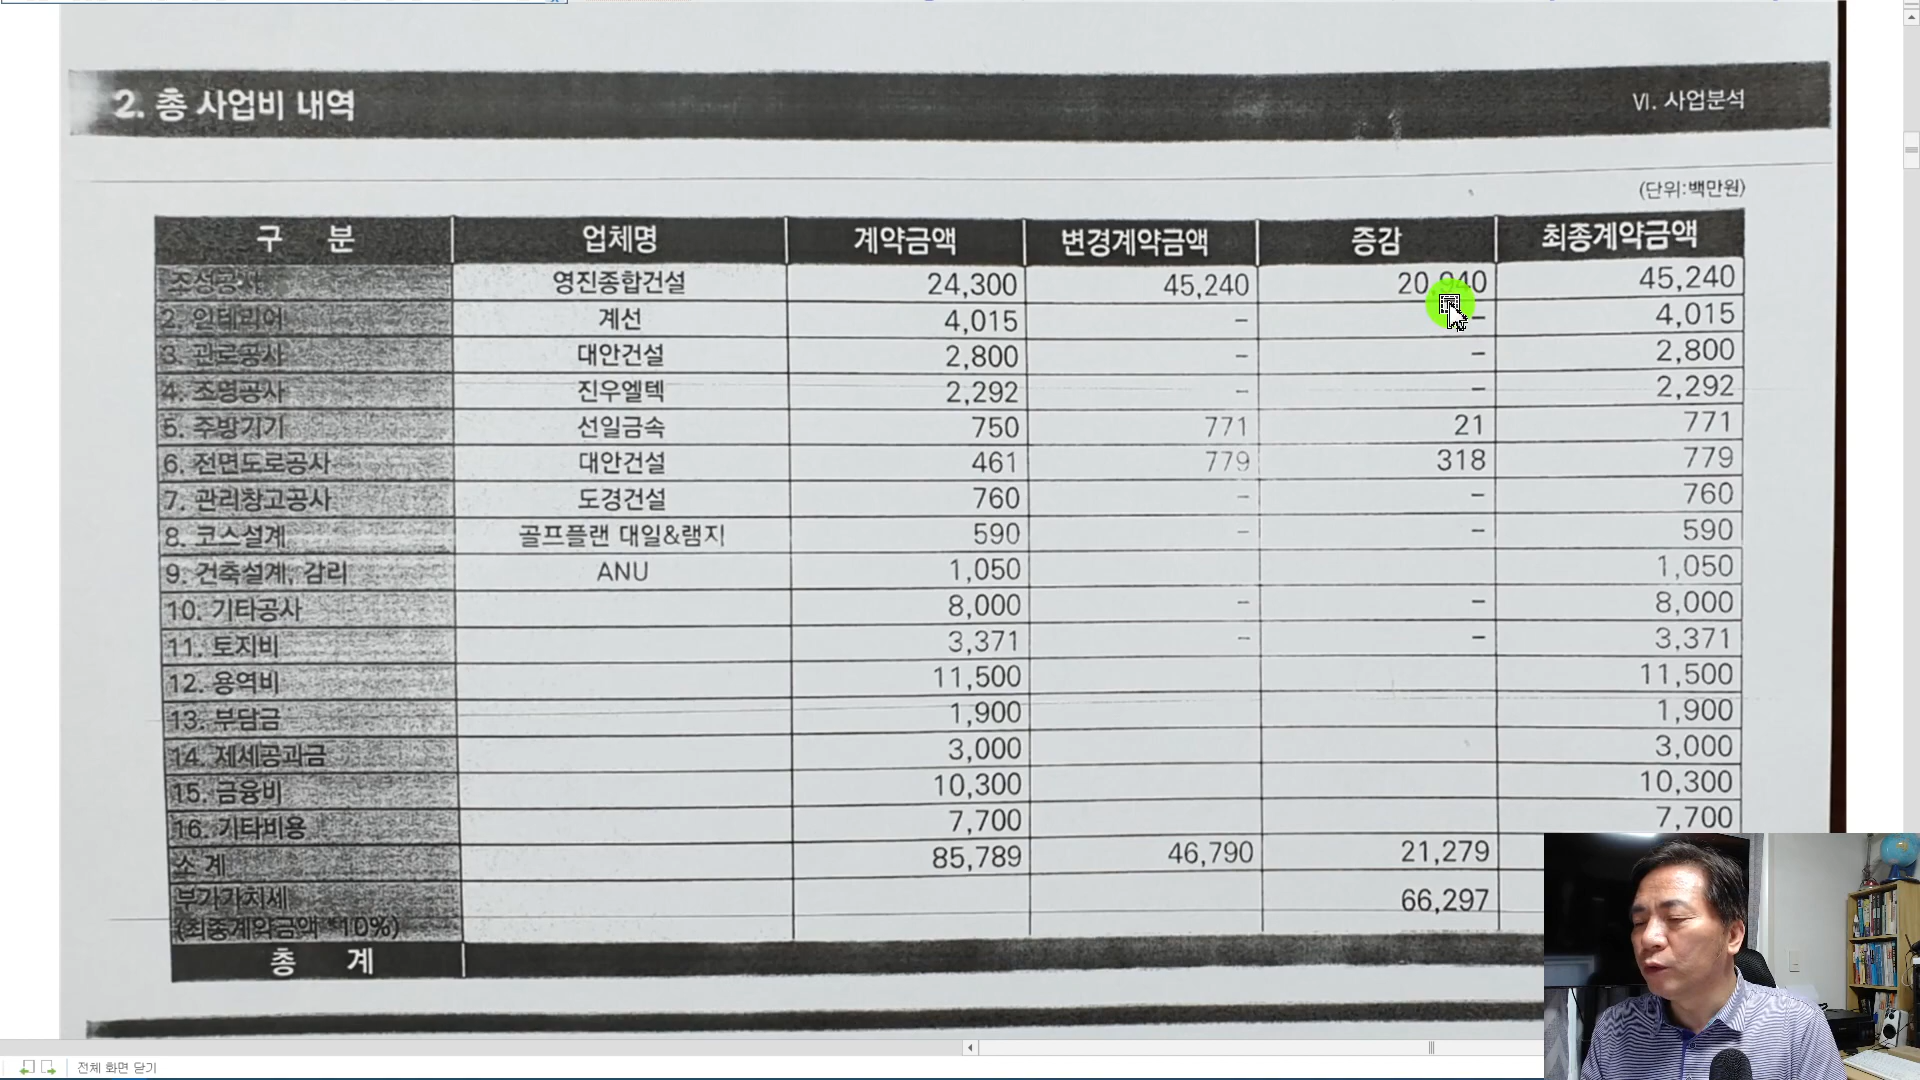 2. 총 사업비 내역
Ⅵ. 사업분석
(단위:백만원)
구 분 업체명 계약금액 변경계약금액 증감 최종계약금액
조성공사 영진종합건설 24,300 45,240 20,940 45,240
2. 인테리어 계선 4,015 – – 4,015
3. 관로공사 대안건설 2,800 – – 2,800
4. 조명공사 진우엘텍 2,292 – – 2,292
5. 주방기기 선일금속 750 771 21 771
6. 전면도로공사 대안건설 461 779 318 779
7. 관리창고공사 도경건설 760 – – 760
8. 코스설계 골프플랜 대일&램지 590 – – 590
9. 건축설계, 감리 ANU 1,050 1,050
10. 기타공사 8,000 – – 8,000
11. 토지비 3,371 – – 3,371
12. 용역비 11,500 11,500
13. 부담금 1,900 1,900
14. 제세공과금 3,000 3,000
15. 금융비 10,300 10,300
16. 기타비용 7,700 7,700
소 계 85,789 46,790 21,279
부가가치세 66,297
(최종계약금액 *10%)
총 계
전체 화면 닫기